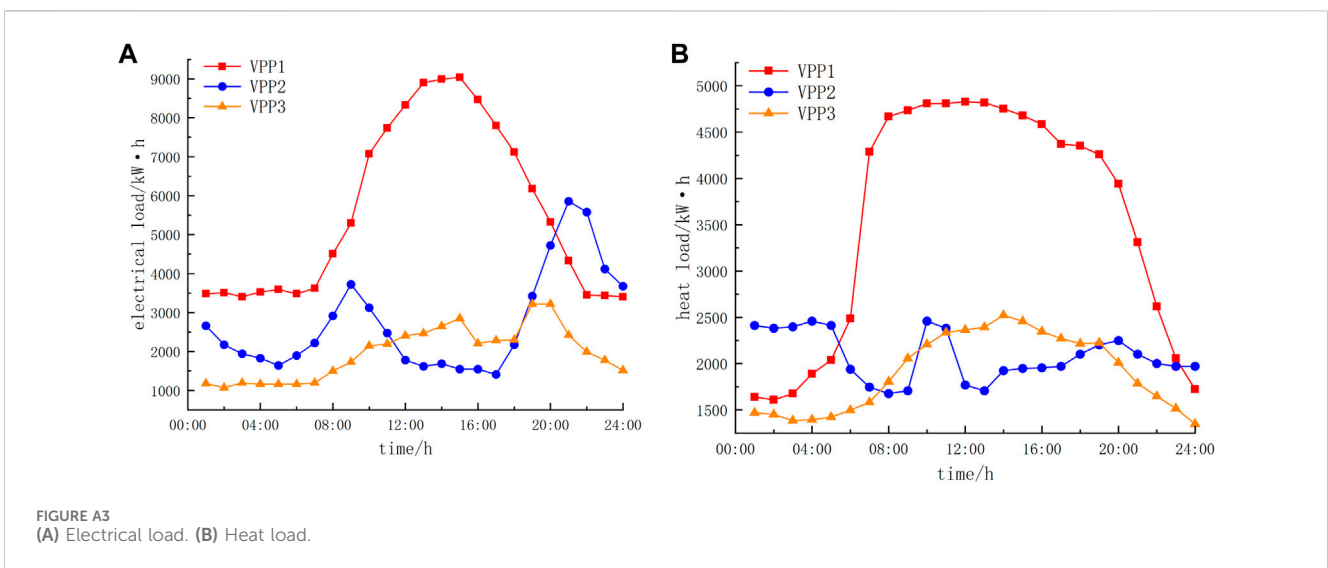 A
VPP1
VPP2
VPP3
9000
8000
7000
6000
5000
4000
3000
2000
1000
electrical load/kW·h
00:00 04:00 08:00 12:00 16:00 20:00 24:00
time/h
B
VPP1
VPP2
VPP3
5000
4500
4000
3500
3000
2500
2000
1500
heat load/kW·h
00:00 04:00 08:00 12:00 16:00 20:00 24:00
time/h
FIGURE A3
(A) Electrical load. (B) Heat load.